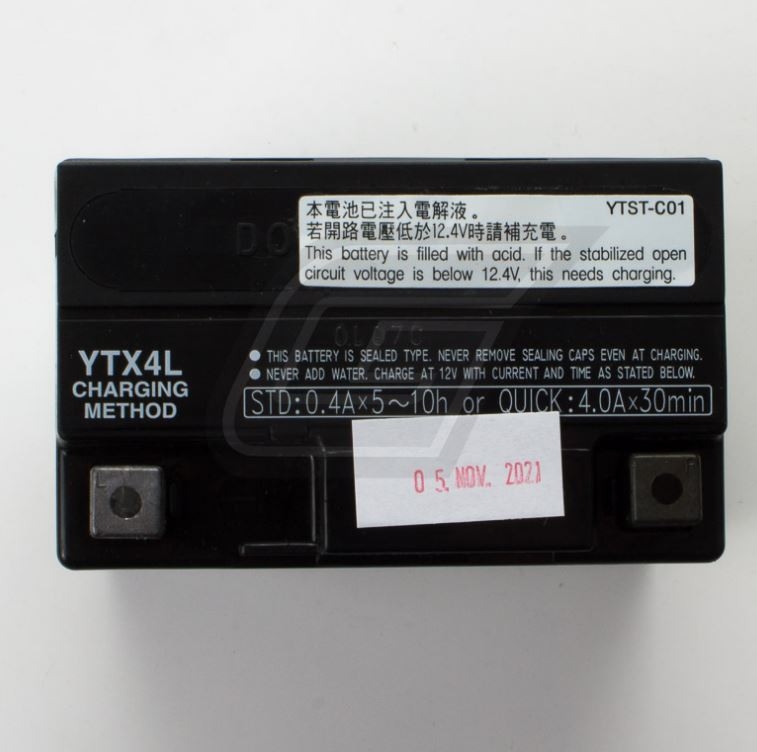 本電池已注入電解液。 YTST-C01
若開路電壓低於12.4V時請補充電。
This battery is filled with acid. If the stabilized open
circuit voltage is below 12.4V, this needs charging.
YTX4L
CHARGING
METHOD
● THIS BATTERY IS SEALED TYPE. NEVER REMOVE SEALING CAPS EVEN AT CHARGING.
● NEVER ADD WATER. CHARGE AT 12V WITH CURRENT AND TIME AS STATED BELOW.
STD:0.4A×5～10h or QUICK:4.0A×30min
05. NOV. 2021